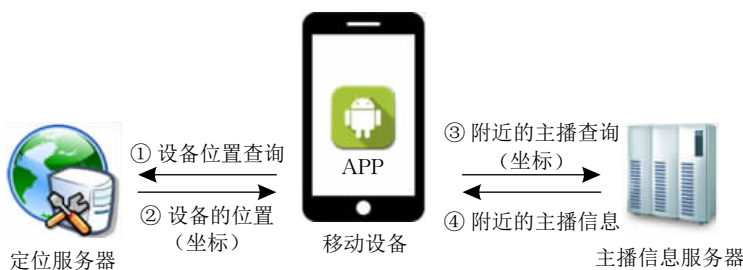 ① 设备位置查询
② 设备的位置
（坐标）
定位服务器
APP
移动设备
③ 附近的主播查询
（坐标）
④ 附近的主播信息
主播信息服务器